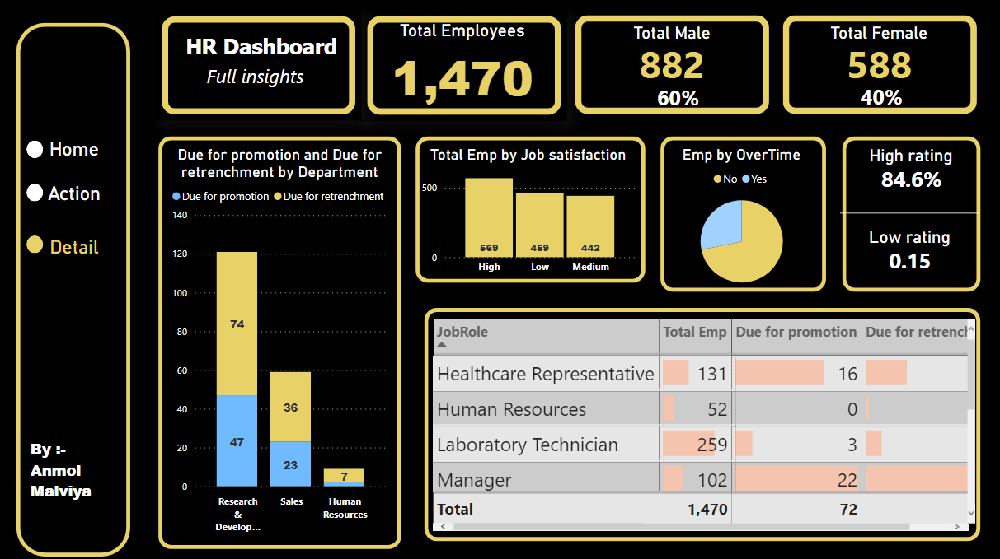 HR Dashboard
Full insights
Total Employees
1,470
Total Male
882
60%
Total Female
588
40%
Home
Action
Detail
By :-
Anmol
Malviya
Due for promotion and Due for
retrenchment by Department
Due for promotion Due for retrenchment
140
120
100
80
60
40
20
0
74
47
36
23
7
Research
&
Develop...
Sales
Human
Resources
Total Emp by Job satisfaction
500
0
569
459
442
High
Low
Medium
Emp by OverTime
No Yes
High rating
84.6%
Low rating
0.15
JobRole Total Emp Due for promotion Due for retrench
Healthcare Representative 131 16
Human Resources 52 0
Laboratory Technician 259 3
Manager 102 22
Total 1,470 72